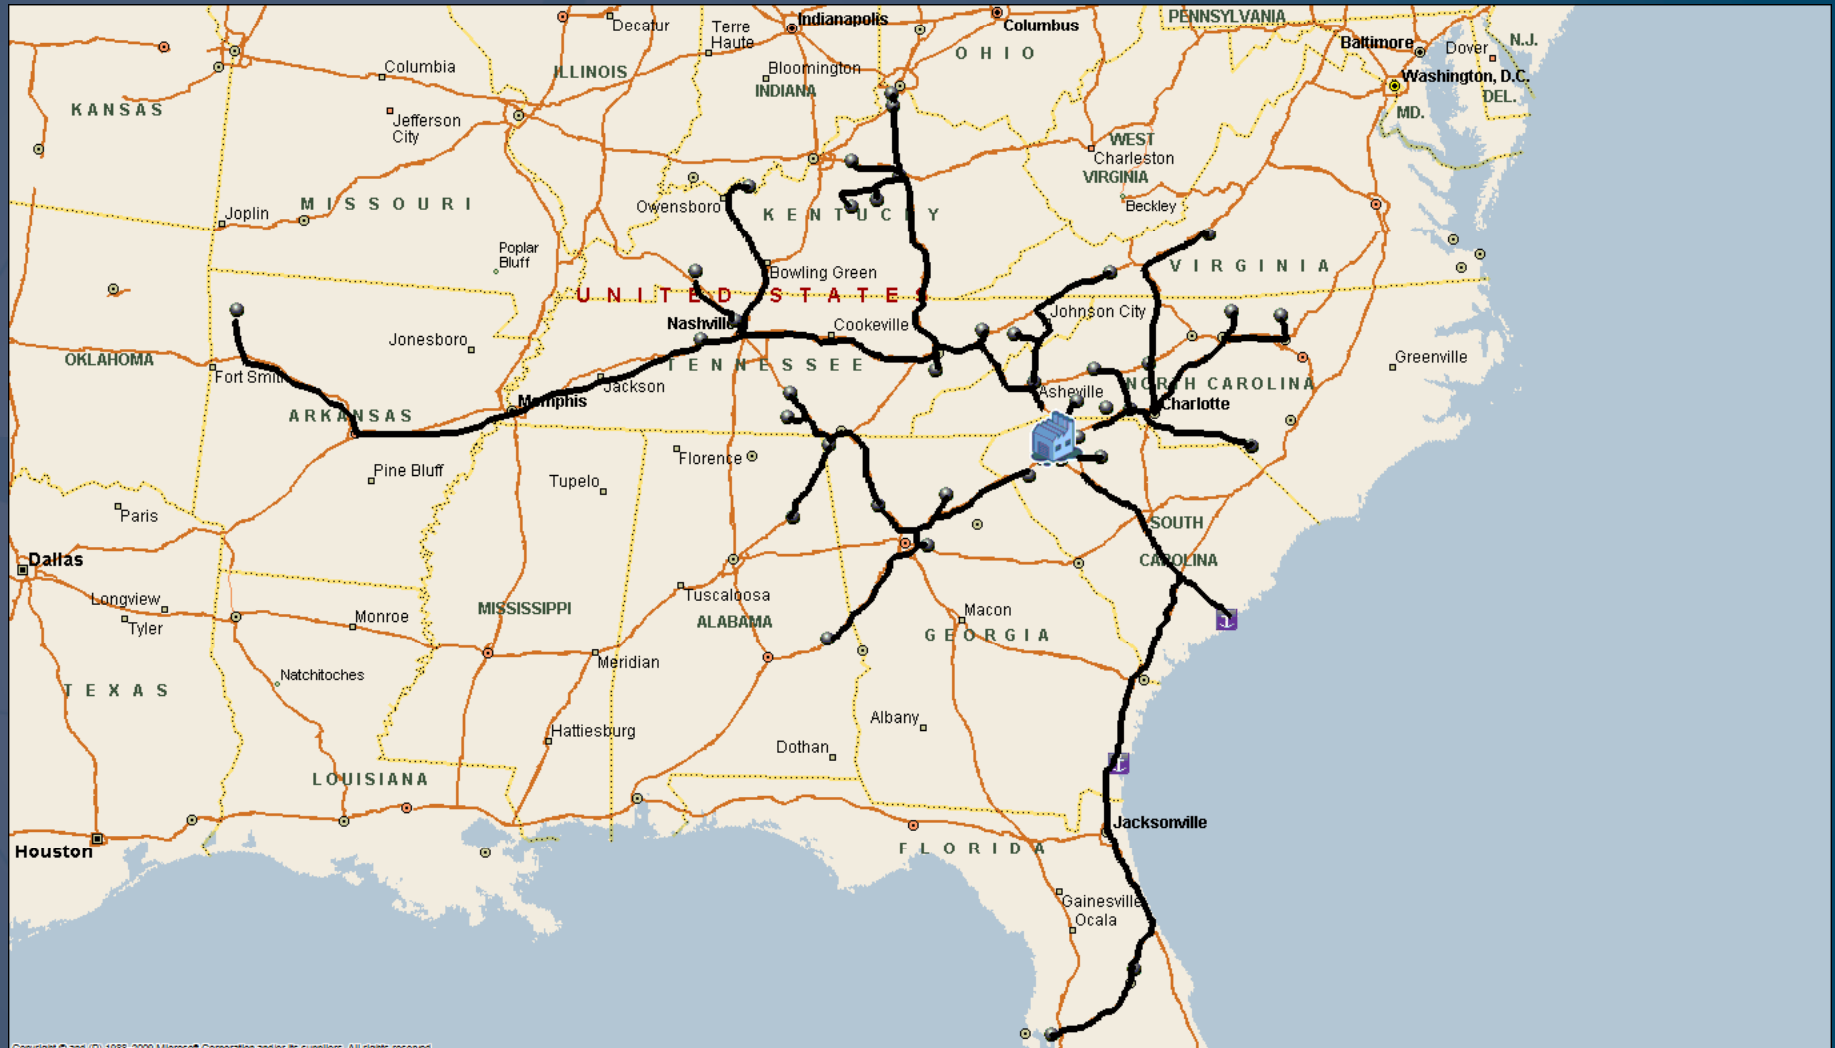 Decatur
Terre
Haute
Indianapolis
Columbus
PENNSYLVANIA
N.J.
Baltimore
Dover
OHIO
Columbia
ILLINOIS
Bloomington
INDIANA
Washington, D.C.
DEL.
MD.
KANSAS
Jefferson
City
WEST
VIRGINIA
Charleston
Beckley
Joplin
MISSOURI
Owensboro
KENTUCKY
Poplar
Bluff
Bowling Green
VIRGINIA
UNITED STATES
Nashville
Cookeville
Johnson City
Jonesboro
OKLAHOMA
Fort Smith
TENNESSEE
Greenville
Jackson
ARKANSAS
Memphis
Asheville
NORTH CAROLINA
Charlotte
Pine Bluff
Florence
Tupelo
Paris
SOUTH
CAROLINA
Dallas
Longview
Tyler
Monroe
MISSISSIPPI
Tuscaloosa
ALABAMA
Macon
GEORGIA
Meridian
Natchitoches
TEXAS
Hattiesburg
Albany
Dothan
LOUISIANA
Jacksonville
Houston
FLORIDA
Gainesville
Ocala